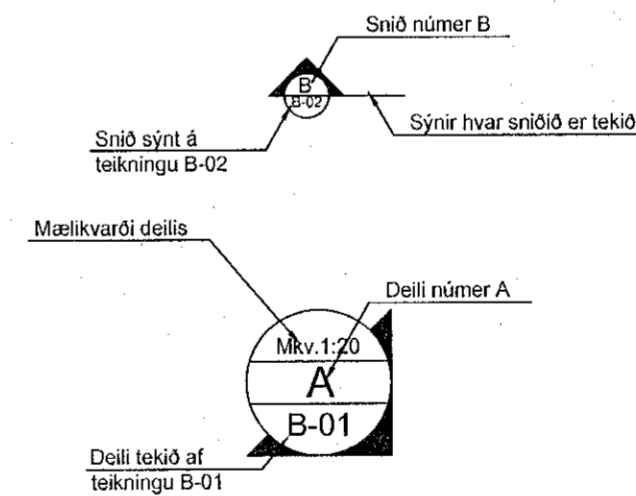 Snið númer B
B
B-02
Sýnir hvar sniðið er tekið
Snið sýnt á
teikningu B-02
Mælikvarði deilis
Deili númer A
Mkv.1:20
A
B-01
Deili tekið af
teikningu B-01